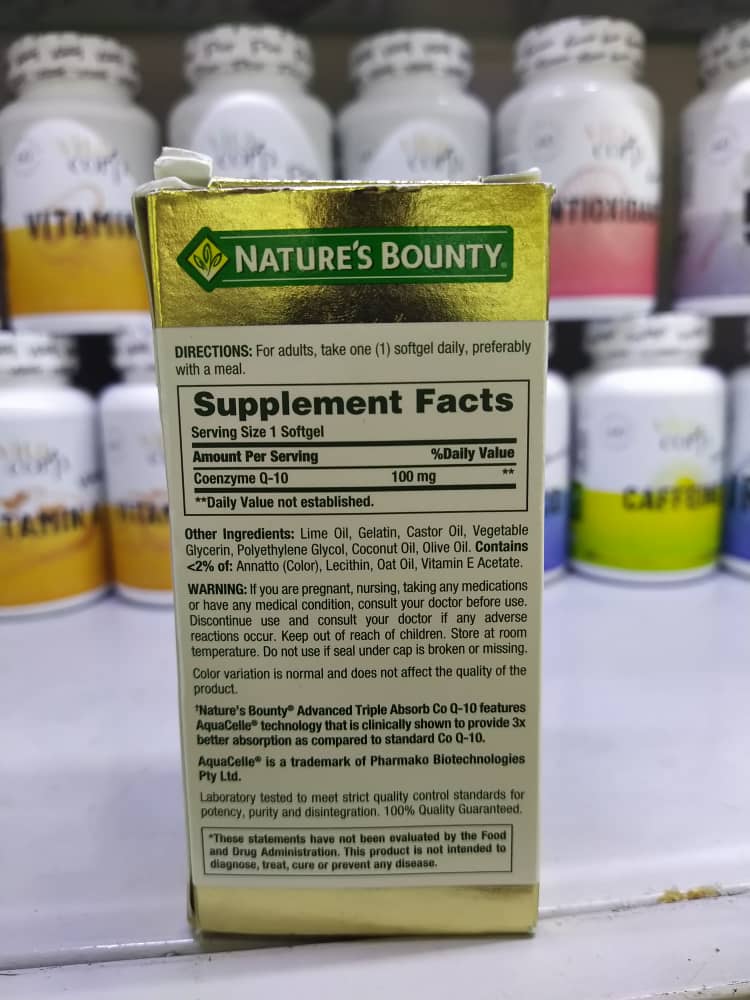 NATURE'S BOUNTY®
DIRECTIONS: For adults, take one (1) softgel daily, preferably
with a meal.
Supplement Facts
Serving Size 1 Softgel
Amount Per Serving %Daily Value
Coenzyme Q-10 100 mg **
**Daily Value not established.
Other Ingredients: Lime Oil, Gelatin, Castor Oil, Vegetable
Glycerin, Polyethylene Glycol, Coconut Oil, Olive Oil. Contains
<2% of: Annatto (Color), Lecithin, Oat Oil, Vitamin E Acetate.
WARNING: If you are pregnant, nursing, taking any medications
or have any medical condition, consult your doctor before use.
Discontinue use and consult your doctor if any adverse
reactions occur. Keep out of reach of children. Store at room
temperature. Do not use if seal under cap is broken or missing.
Color variation is normal and does not affect the quality of the
product.
†Nature's Bounty® Advanced Triple Absorb Co Q-10 features
AquaCelle® technology that is clinically shown to provide 3x
better absorption as compared to standard Co Q-10.
AquaCelle® is a trademark of Pharmako Biotechnologies
Pty Ltd.
Laboratory tested to meet strict quality control standards for
potency, purity and disintegration. 100% Quality Guaranteed.
*These statements have not been evaluated by the Food
and Drug Administration. This product is not intended to
diagnose, treat, cure or prevent any disease.
VITAMIN